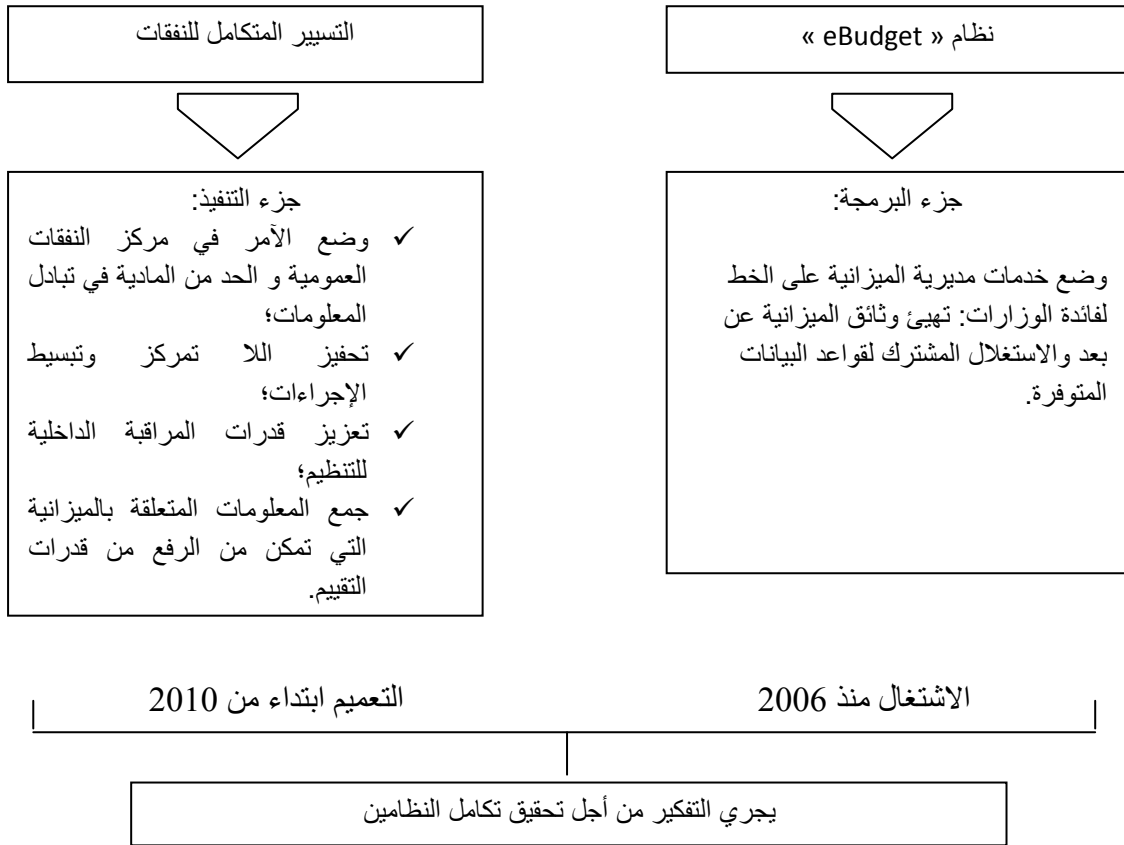 نظام « eBudget »
جزء البرمجة:
وضع خدمات مديرية الميزانية على الخط
لفائدة الوزارات: تهيئ وثائق الميزانية عن
بعد والاستغلال المشترك لقواعد البيانات
المتوفرة.
التسيير المتكامل للنفقات
جزء التنفيذ:
✓ وضع الآمر في مركز النفقات
العمومية و الحد من المادية في تبادل
المعلومات؛
✓ تحفيز اللا تمركز وتبسيط
الإجراءات؛
✓ تعزيز قدرات المراقبة الداخلية
للتنظيم؛
✓ جمع المعلومات المتعلقة بالميزانية
التي تمكن من الرفع من قدرات
التقييم.
الاشتغال منذ 2006
التعميم ابتداء من 2010
يجري التفكير من أجل تحقيق تكامل النظامين